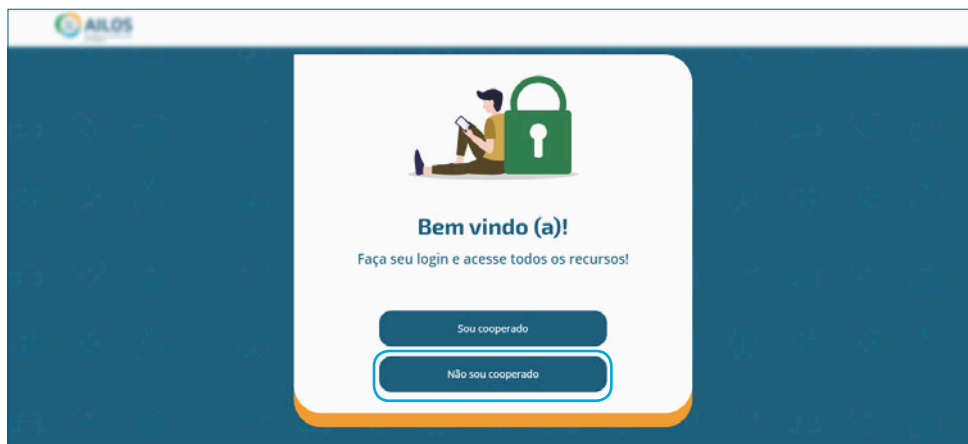 AILOS
Bem vindo (a)!
Faça seu login e acesse todos os recursos!
Sou cooperado
Não sou cooperado